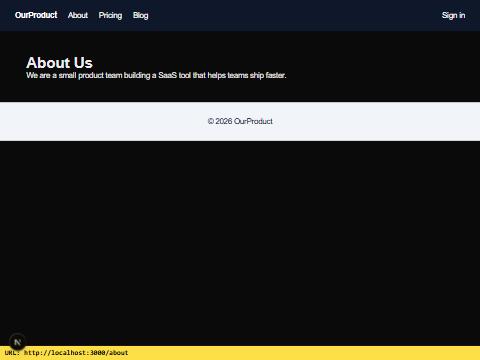 OurProduct About Pricing Blog Sign in
About Us
We are a small product team building a SaaS tool that helps teams ship faster.
© 2026 OurProduct
N
URL: http://localhost:3000/about